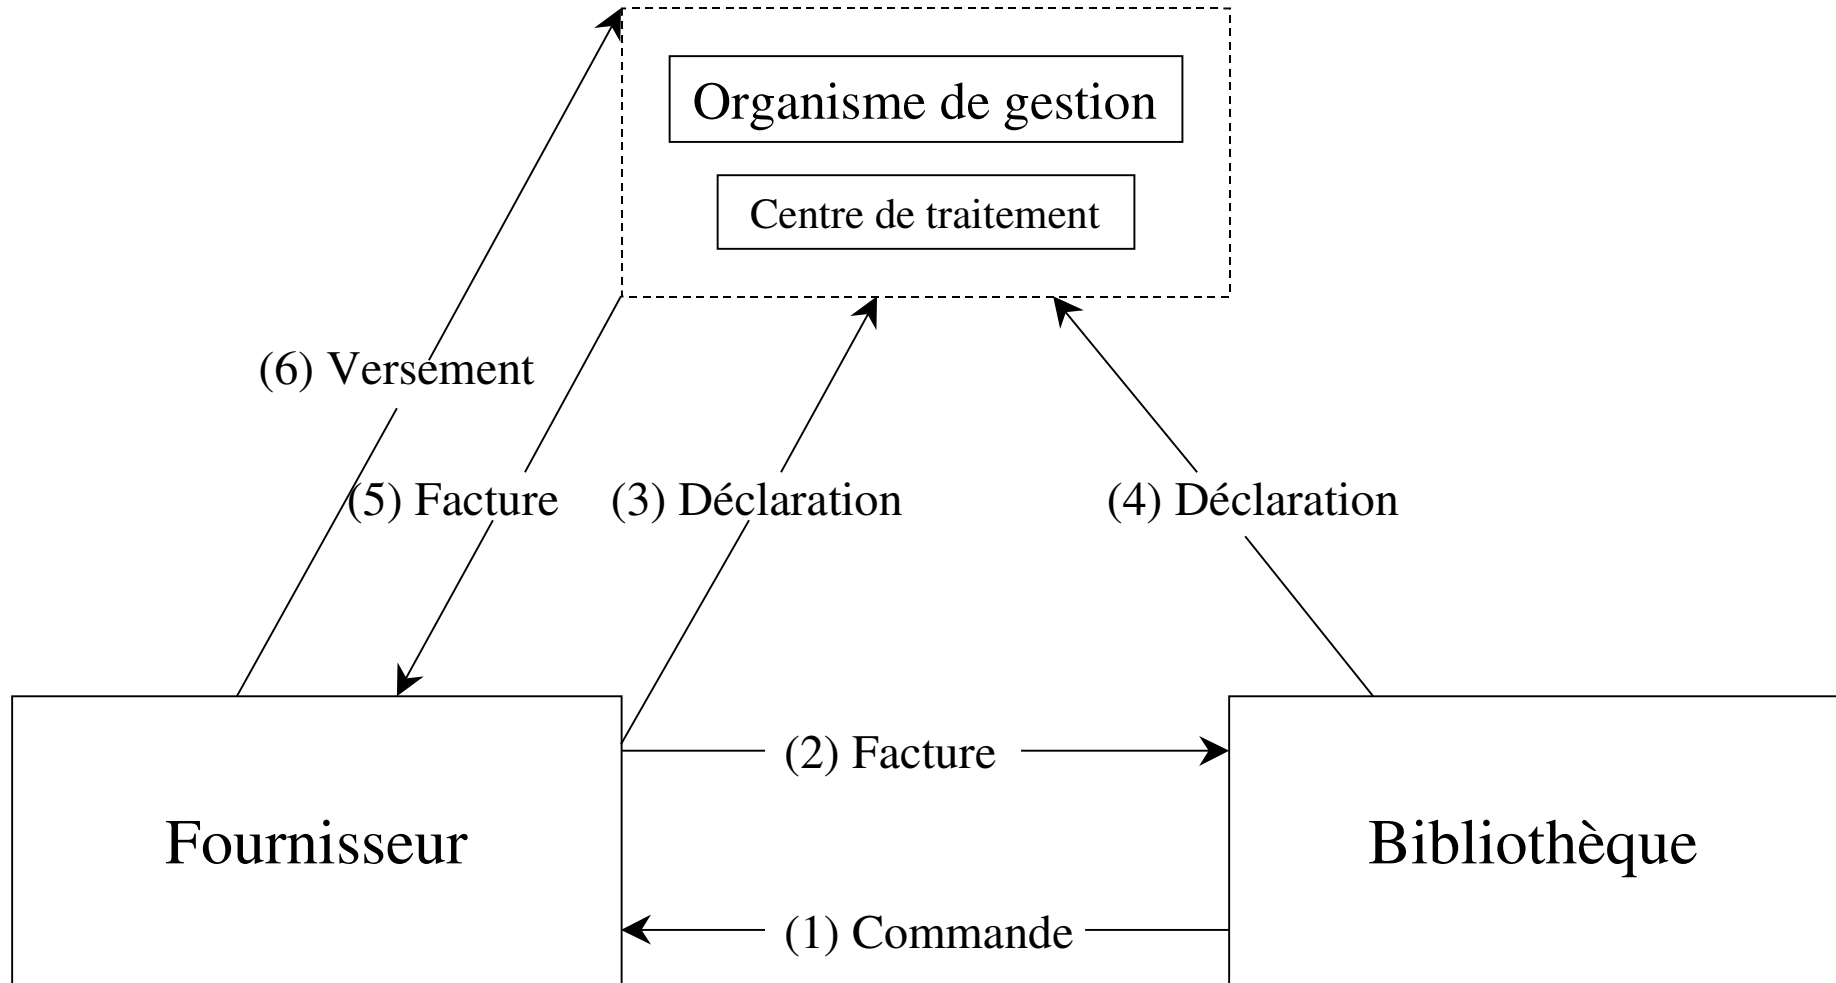 Organisme de gestion
Centre de traitement
(6) Versement
(5) Facture
(3) Déclaration
(4) Déclaration
(2) Facture
Fournisseur
Bibliothèque
(1) Commande